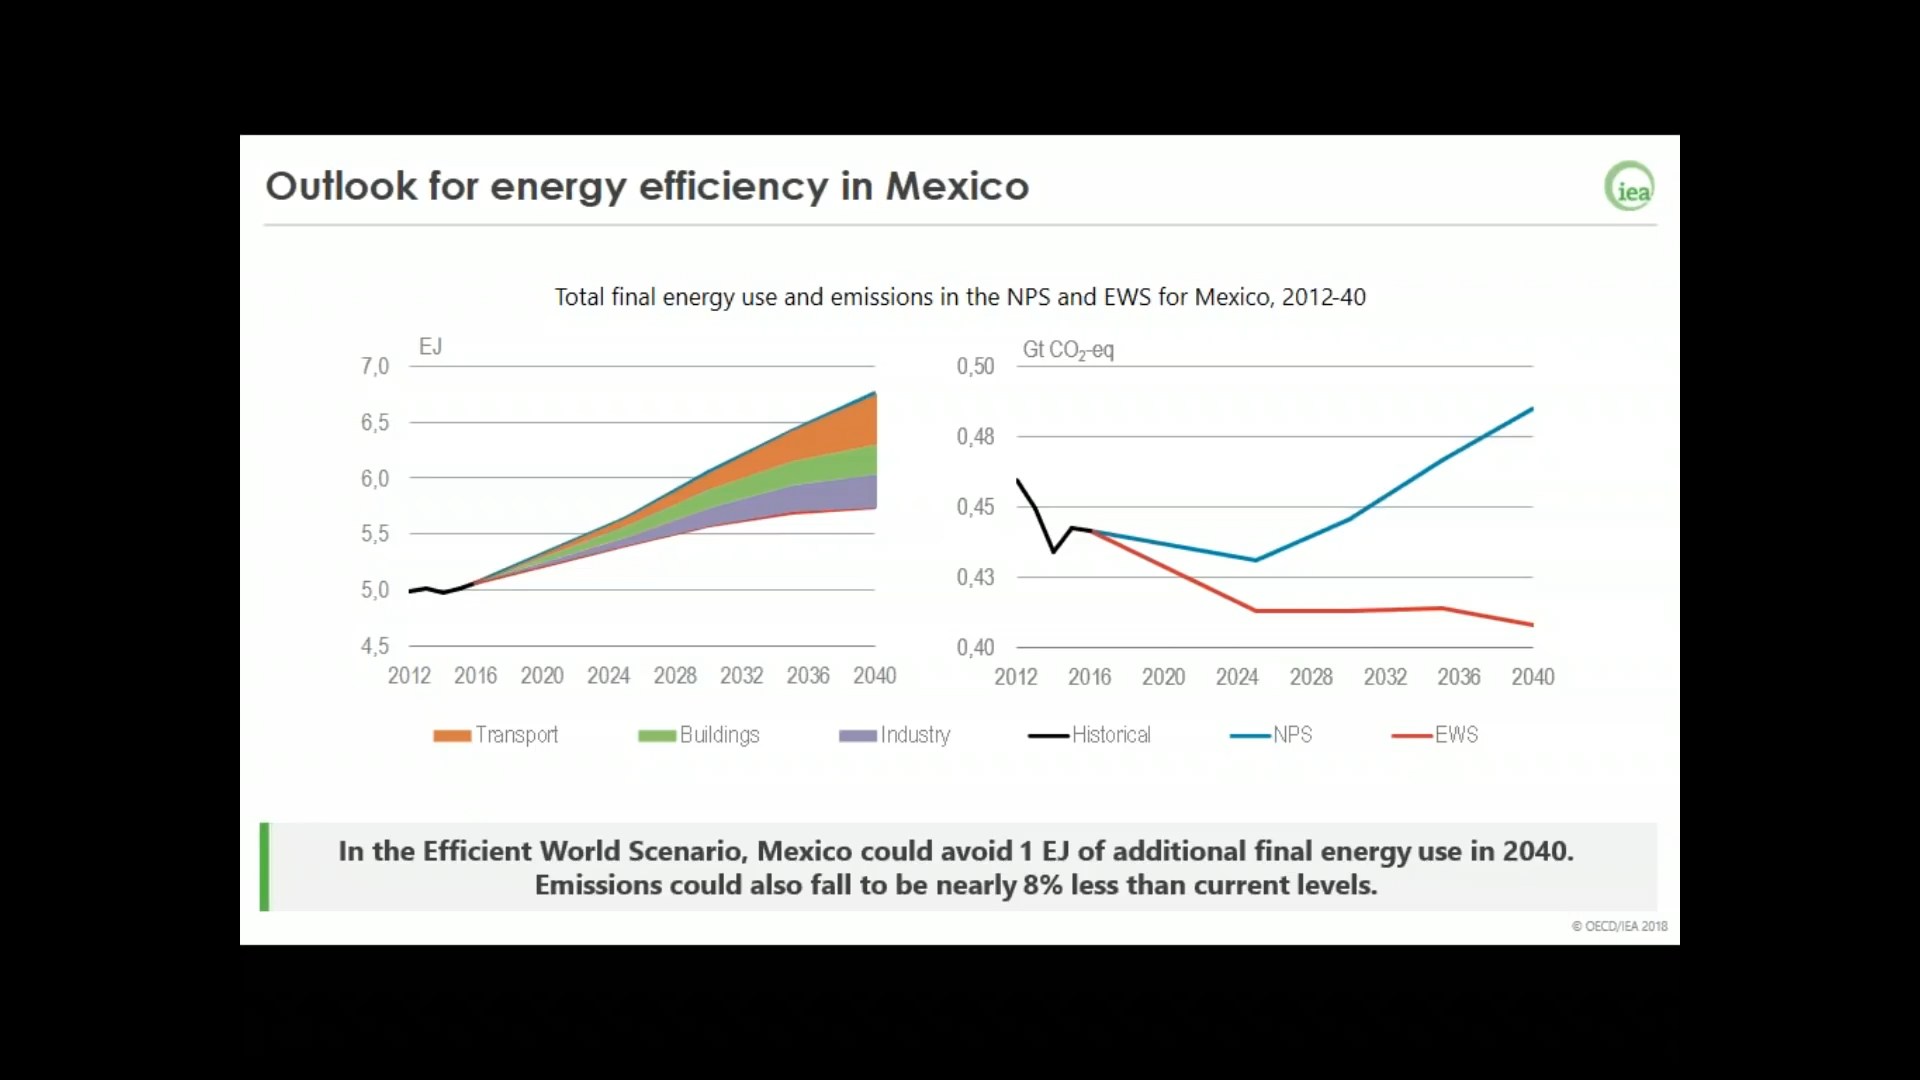 Outlook for energy efficiency in Mexico
iea
Total final energy use and emissions in the NPS and EWS for Mexico, 2012-40
EJ
7,0
6,5
6,0
5,5
5,0
4,5
2012 2016 2020 2024 2028 2032 2036 2040
Gt CO₂-eq
0,50
0,48
0,45
0,43
0,40
2012 2016 2020 2024 2028 2032 2036 2040
Transport Buildings Industry Historical NPS EWS
In the Efficient World Scenario, Mexico could avoid 1 EJ of additional final energy use in 2040.
Emissions could also fall to be nearly 8% less than current levels.
© OECD/IEA 2018